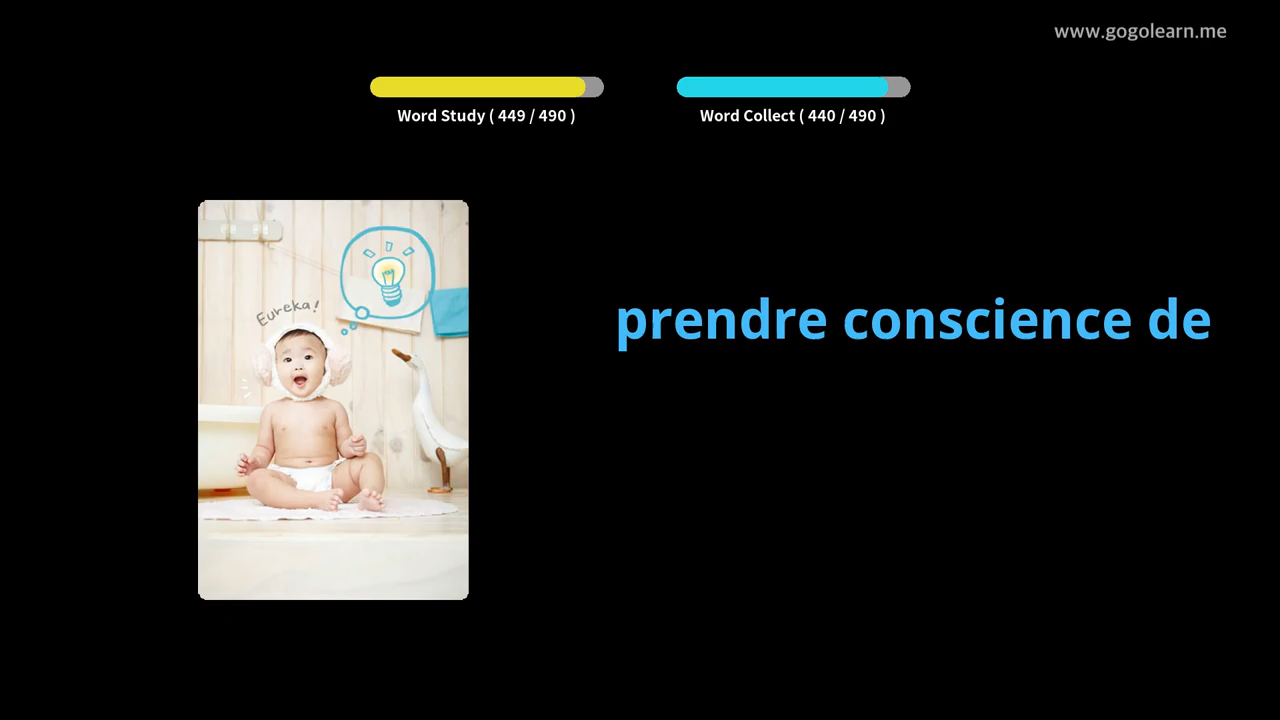 www.gogolearn.me
Word Study ( 449 / 490 )
Word Collect ( 440 / 490 )
Eureka!
prendre conscience de